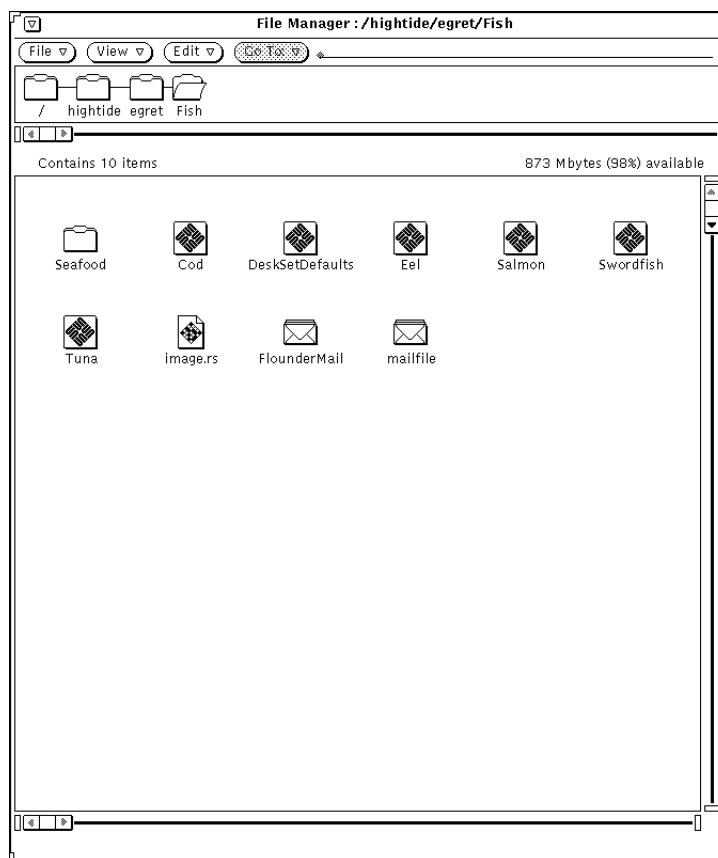 File Manager : /hightide/egret/Fish
File View Edit Go To:
/ hightide egret Fish
Contains 10 items 873 Mbytes (98%) available
Seafood Cod DeskSetDefaults Eel Salmon Swordfish
Tuna image.rs FlounderMail mailfile